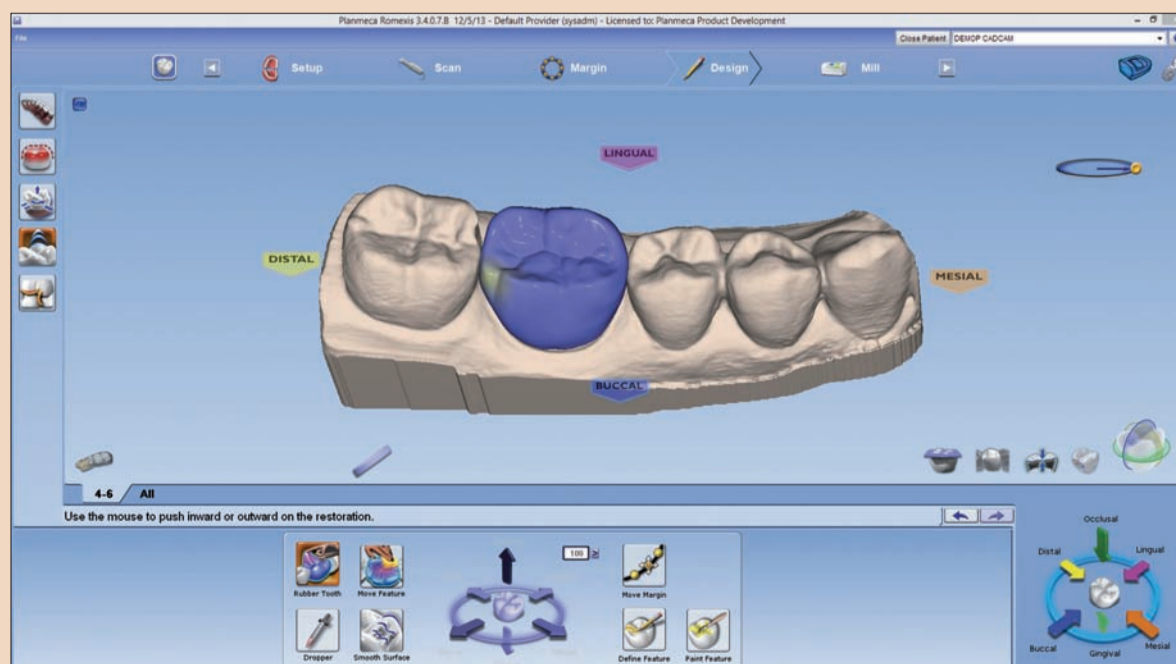 Planmeca Romexis 3.4.0.7.B 12/5/13 - Default Provider (sysadm) - Licensed to: Planmeca Product Development
File
Close Patient DEMOP CADCAM
Setup Scan Margin Design Mill
LINGUAL
DISTAL
MESIAL
BUCCAL
4-6 All
Use the mouse to push inward or outward on the restoration.
Occlusal
Distal Lingual
100
Rubber Tooth Move Feature Move Margin
Buccal Mesial
Gingival
Dropper Smooth Surface Define Feature Paint Feature